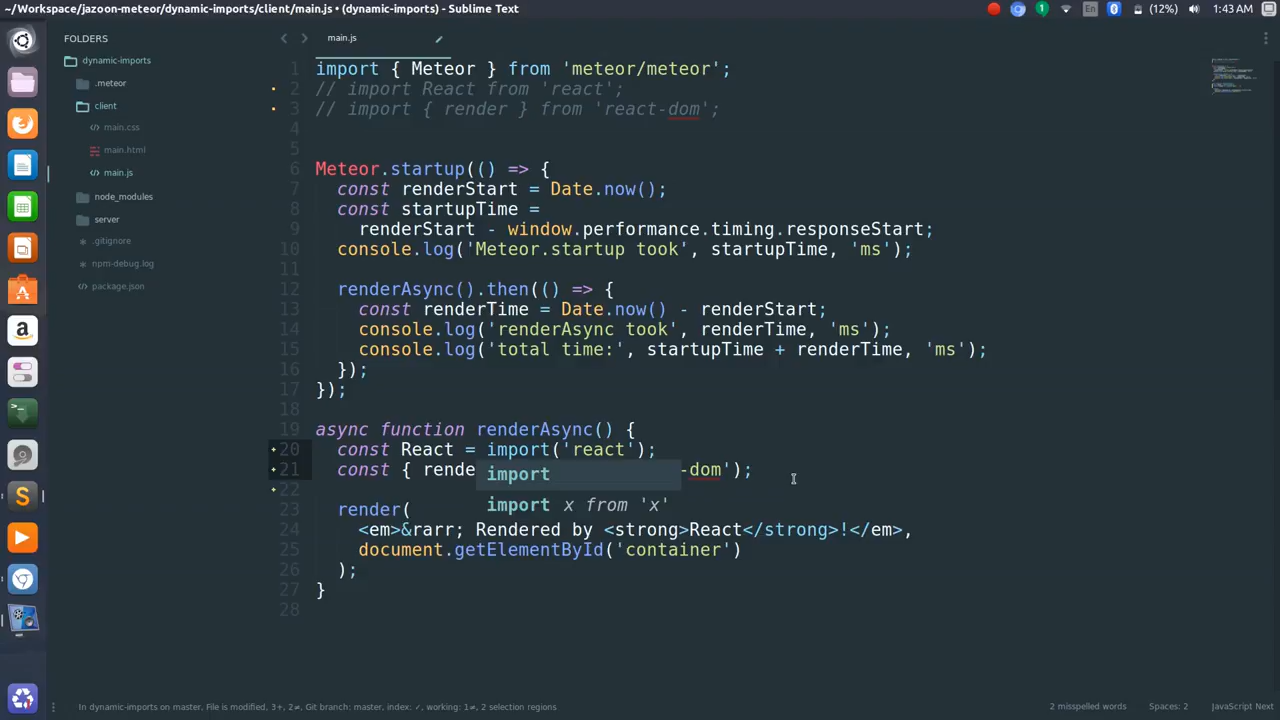 ~/Workspace/jazoon-meteor/dynamic-imports/client/main.js • (dynamic-imports) - Sublime Text
1 En (12%) 1:43 AM
FOLDERS
dynamic-imports
.meteor
client
main.css
main.html
main.js
node_modules
server
.gitignore
npm-debug.log
package.json
main.js
1 import { Meteor } from 'meteor/meteor';
2 // import React from 'react';
3 // import { render } from 'react-dom';
4
5
6 Meteor.startup(() => {
7 const renderStart = Date.now();
8 const startupTime =
9 renderStart - window.performance.timing.responseStart;
10 console.log('Meteor.startup took', startupTime, 'ms');
11
12 renderAsync().then(() => {
13 const renderTime = Date.now() - renderStart;
14 console.log('renderAsync took', renderTime, 'ms');
15 console.log('total time:', startupTime + renderTime, 'ms');
16 });
17 });
18
19 async function renderAsync() {
20 const React = import('react');
21 const { rende -dom');
import
22
import x from 'x'
23 render(
24 <em>&rarr; Rendered by <strong>React</strong>!</em>,
25 document.getElementById('container')
26 );
27 }
28
In dynamic-imports on master, File is modified, 3+, 2≠, Git branch: master, index: ✓, working: 1≠, 2 selection regions
2 misspelled words Spaces: 2 JavaScript Next